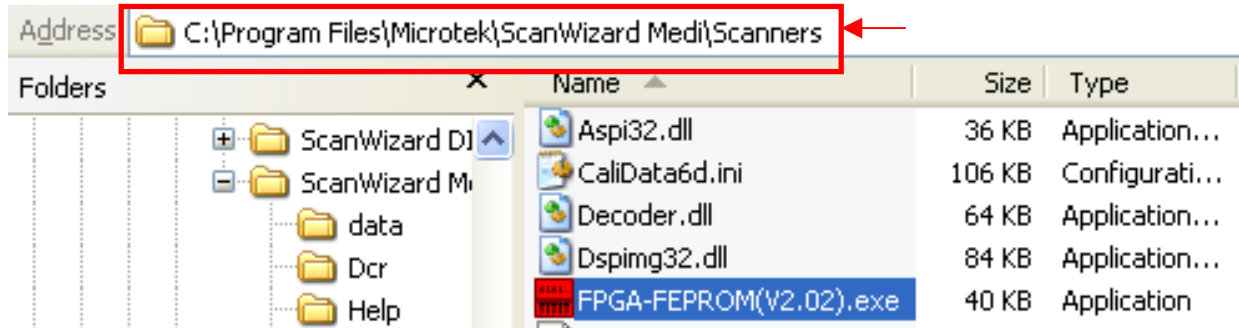 Address C:\Program Files\Microtek\ScanWizard Medi\Scanners
Folders x Name Size Type
ScanWizard DI Aspi32.dll 36 KB Application...
ScanWizard M CaliData6d.ini 106 KB Configurati...
data Decoder.dll 64 KB Application...
Dcr Dspimg32.dll 84 KB Application...
Help FPGA-FEPROM(V2.02).exe 40 KB Application